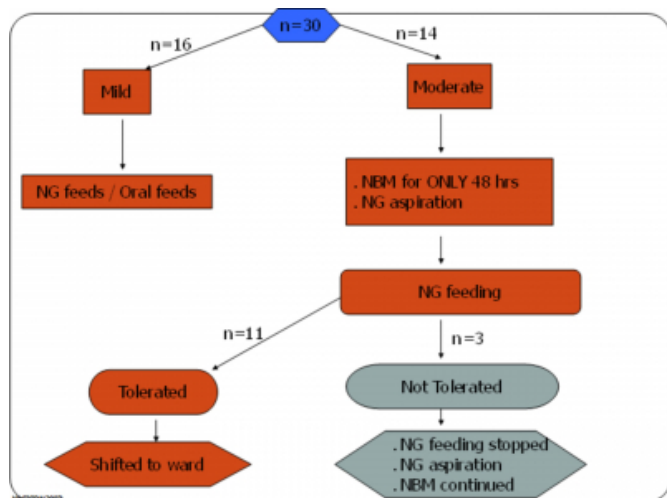 n=30
n=16
n=14
Mild
Moderate
NG feeds / Oral feeds
. NBM for ONLY 48 hrs
. NG aspiration
NG feeding
n=11
n=3
Tolerated
Not Tolerated
Shifted to ward
. NG feeding stopped
. NG aspiration
. NBM continued